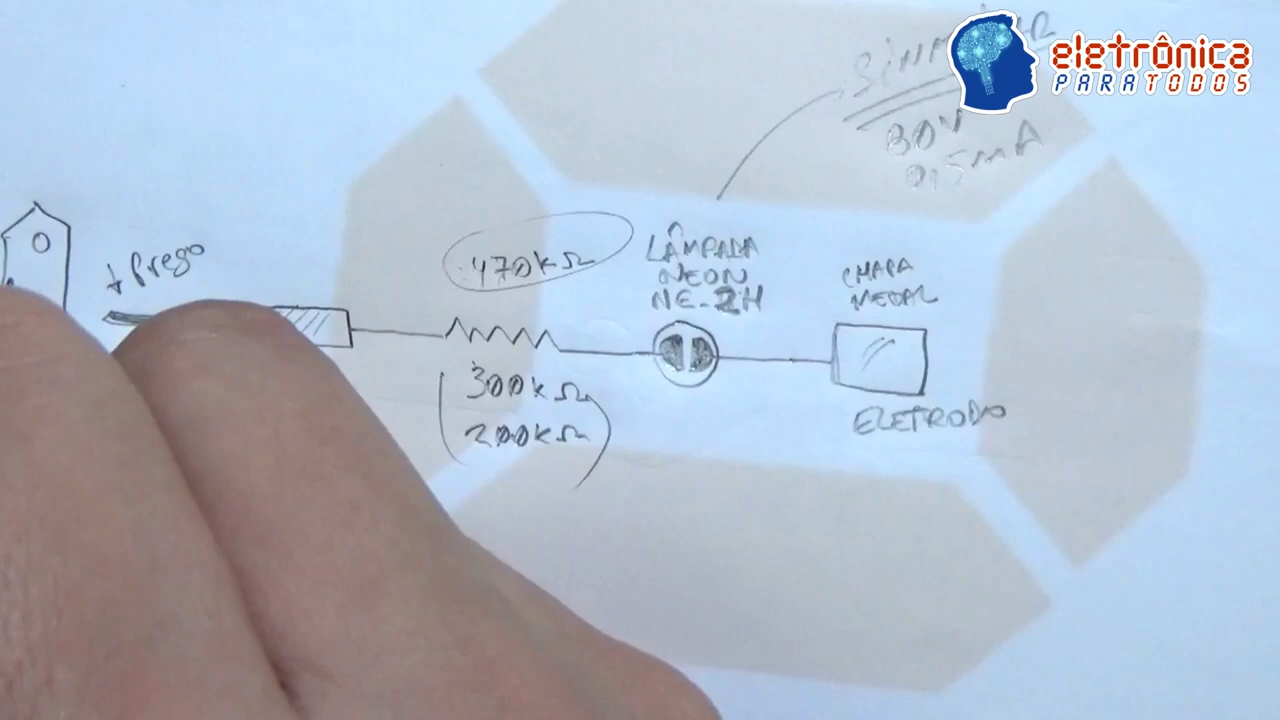 eletrônica
PARATODOS
80V
0,5mA
+ Prego
470KΩ
LÂMPADA
NEON
NE-2H
CHAPA
METAL
300KΩ
200KΩ
ELETRODO